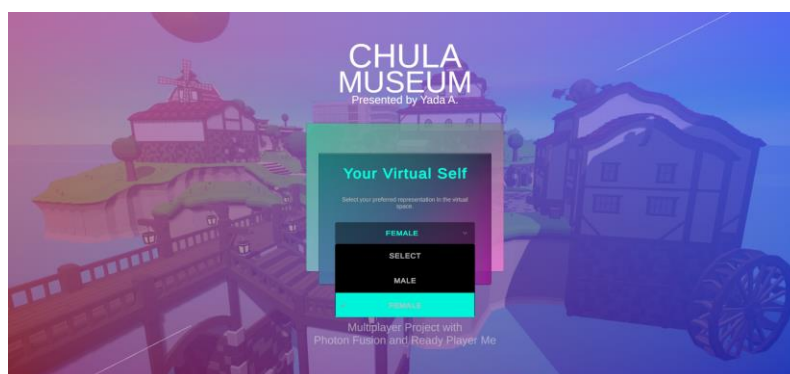 CHULA
MUSEUM
Presented by Yada A.
Your Virtual Self
Select your preferred representation in the virtual
space.
FEMALE
SELECT
MALE
FEMALE
Multiplayer Project with
Photon Fusion and Ready Player Me